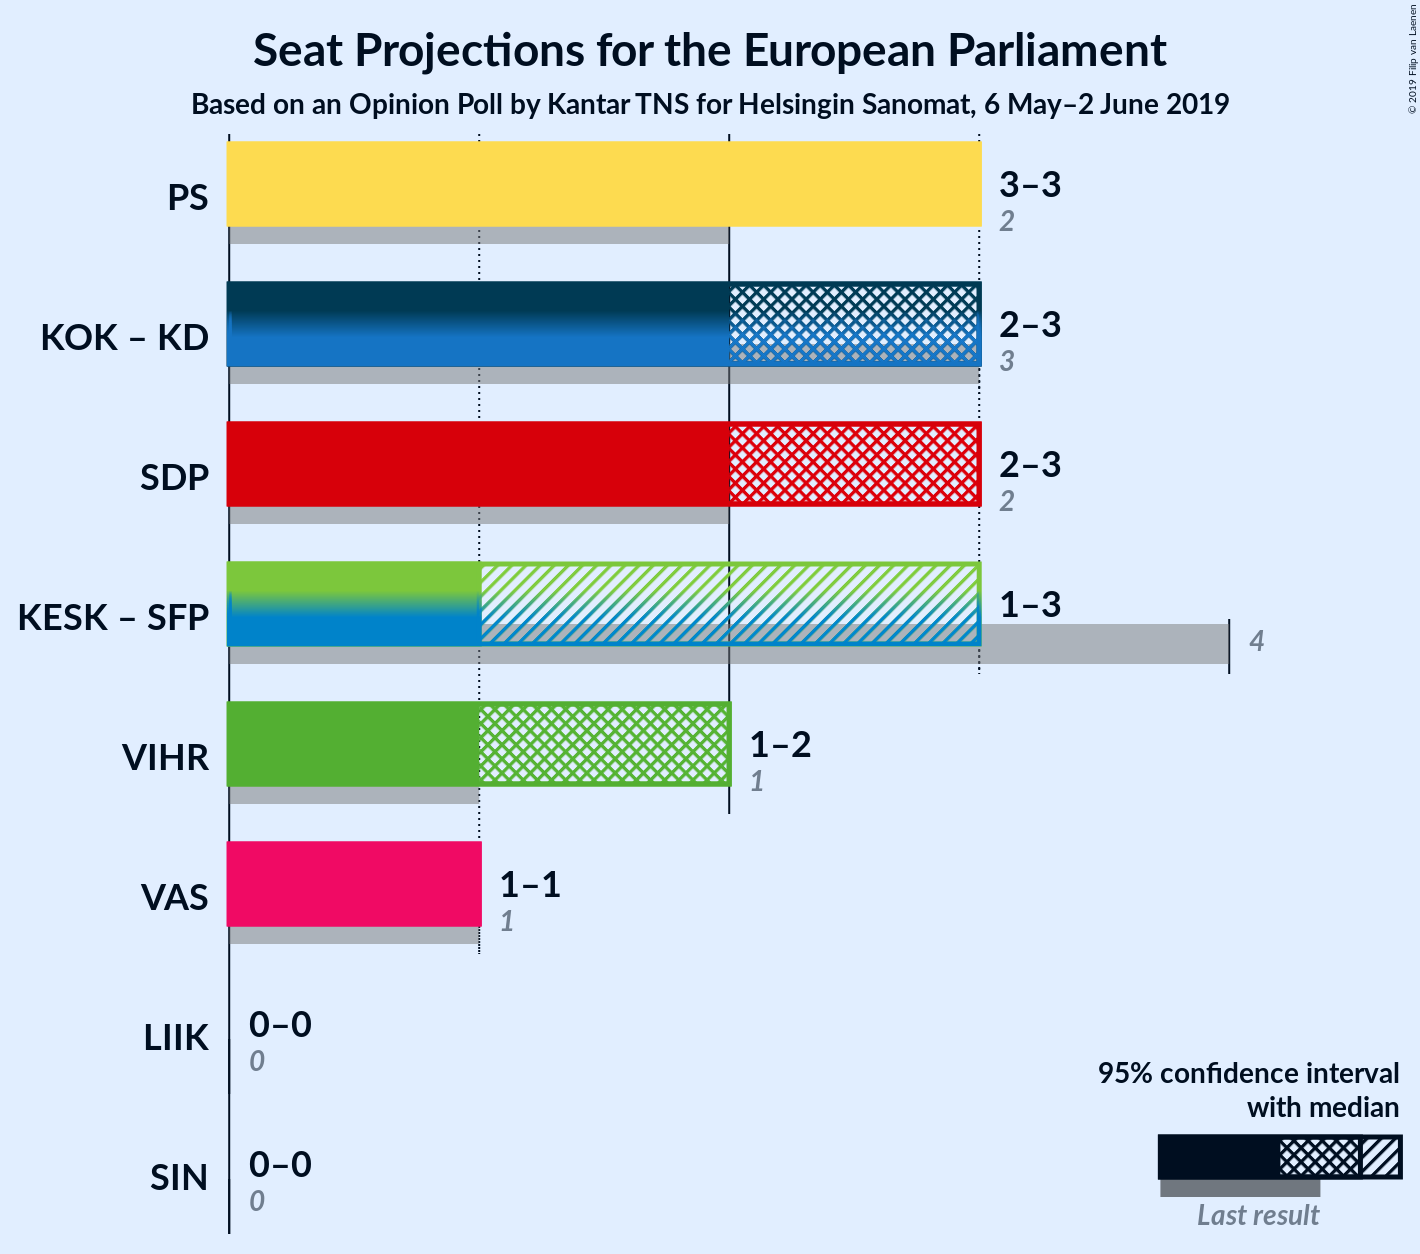 Seat Projections for the European Parliament
Based on an Opinion Poll by Kantar TNS for Helsingin Sanomat, 6 May–2 June 2019
© 2019 Filip van Laenen
PS
3–3
2
KOK – KD
2–3
3
SDP
2–3
2
KESK – SFP
1–3
4
VIHR
1–2
1
VAS
1–1
1
LIIK
0–0
0
SIN
0–0
0
95% confidence interval
with median
Last result